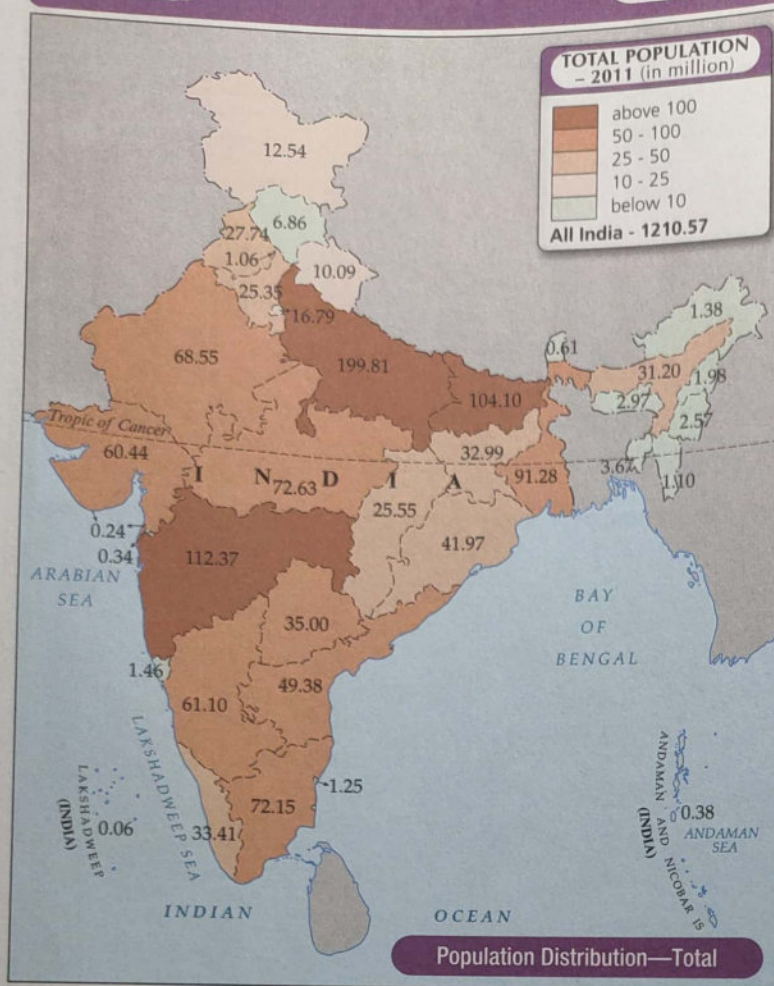 TOTAL POPULATION
– 2011 (in million)
above 100
50 - 100
25 - 50
10 - 25
below 10
All India - 1210.57
12.54
6.86
27.74
1.06
10.09
25.35
16.79
1.38
0.61
68.55
199.81
31.20
1.98
104.10
2.97
2.57
Tropic of Cancer
60.44
32.99
I N D I A
72.63
91.28
3.67
1.10
25.55
0.24
0.34
112.37
41.97
ARABIAN
SEA
BAY
OF
BENGAL
35.00
1.46
49.38
61.10
LAKSHADWEEP SEA
LAKSHADWEEP
(INDIA)
0.06
72.15
1.25
33.41
ANDAMAN AND NICOBAR IS
(INDIA)
0.38
ANDAMAN
SEA
INDIAN OCEAN
Population Distribution—Total